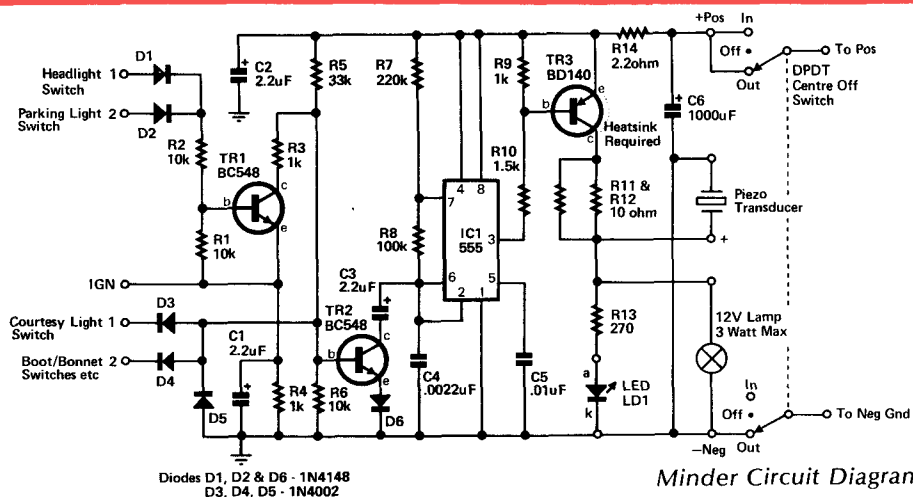 +Pos In
D1
Headlight 1
Switch
Parking Light 2
Switch
D2
C2
2.2uF
+
R5
33k
R7
220k
R9
1k
TR3
BD140
b
e
c
Heatsink
Required
R14
2.2ohm
Off
Out
To Pos
DPDT
Centre Off
Switch
C6
1000uF
+
R2
10k
TR1
BC548
R3
1k
b
c
e
R10
1.5k
4 8
7
IC1
555
3
6
5
2
1
R11 &
R12
10 ohm
Piezo
Transducer
+
R1
10k
R8
100k
1GN
D3
Courtesy Light 1
Switch
Boot/Bonnet 2
Switches etc
D4
D5
C1
2.2uF
+
R4
1k
C3
2.2uF
+
TR2
BC548
b
c
e
R6
10k
D6
C4
.0022uF
C5
.01uF
R13
270
a
LED
LD1
k
12V Lamp
3 Watt Max
In
Off
To Neg Gnd
−Neg Out
Diodes D1, D2 & D6 - 1N4148
D3, D4, D5 - 1N4002
Minder Circuit Diagran